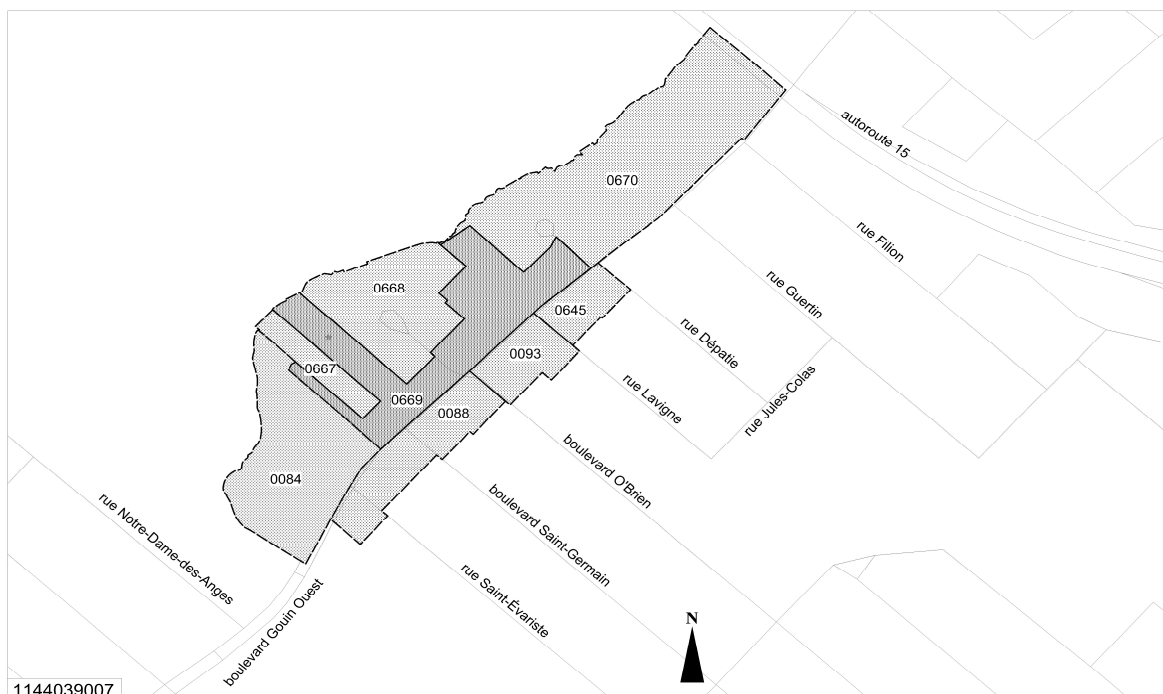 autoroute 15
0670
rue Filion
0668
rue Guertin
0645
rue Dépatie
0093
0667
rue Lavigne
rue Jules-Colas
0669
0088
boulevard O'Brien
0084
boulevard Saint-Germain
rue Notre-Dame-des-Anges
rue Saint-Évariste
boulevard Gouin Ouest
N
1144039007